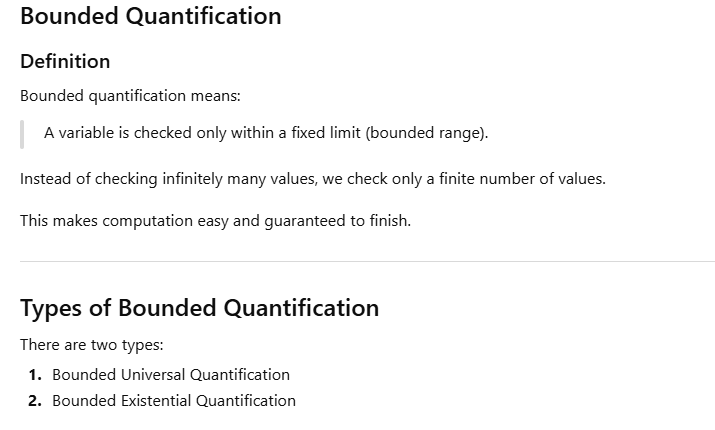 Bounded Quantification
Definition
Bounded quantification means:
A variable is checked only within a fixed limit (bounded range).
Instead of checking infinitely many values, we check only a finite number of values.
This makes computation easy and guaranteed to finish.
Types of Bounded Quantification
There are two types:
1. Bounded Universal Quantification
2. Bounded Existential Quantification